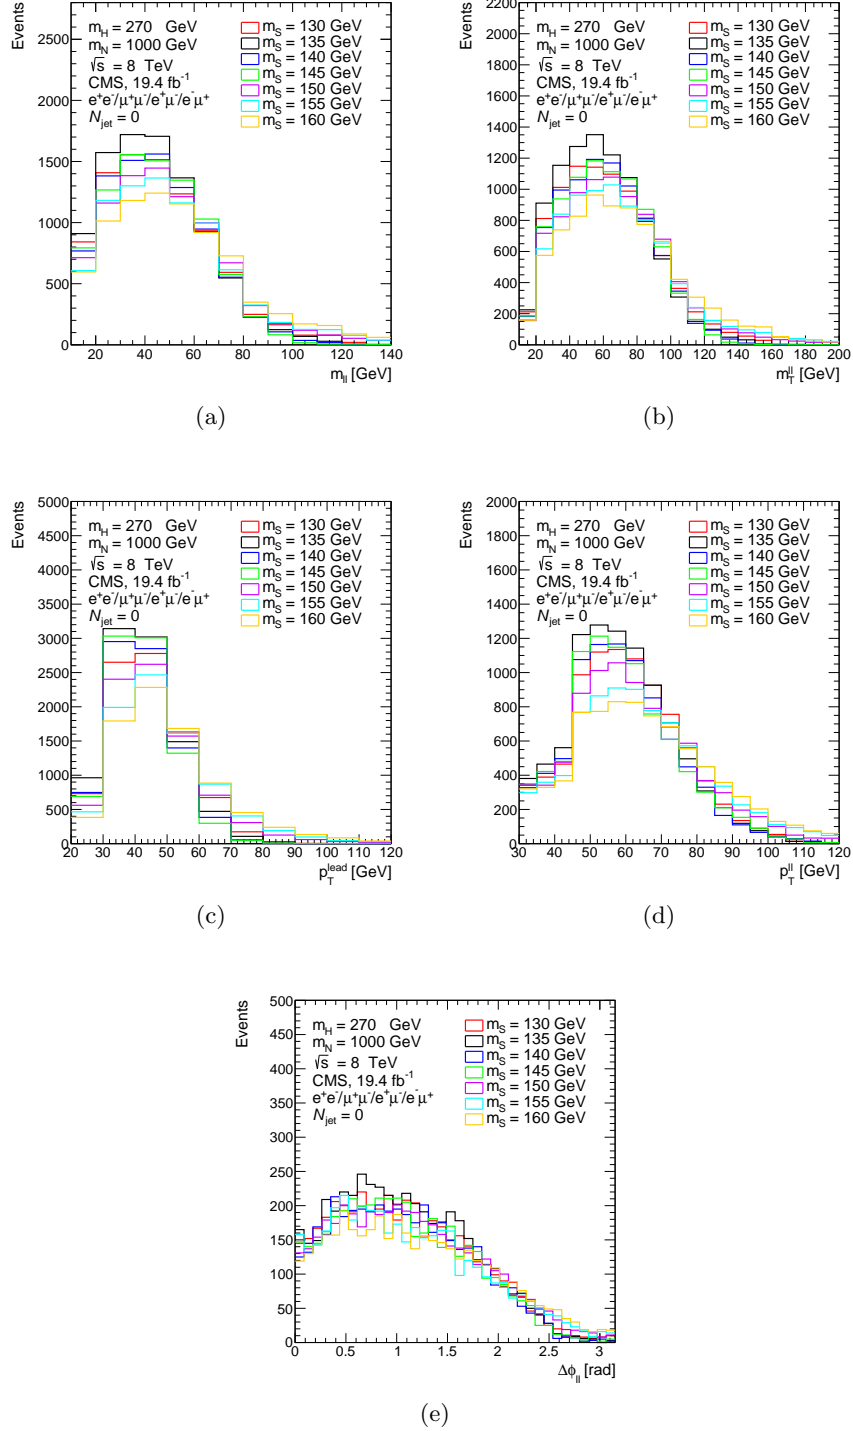 Events
2500
2000
1500
1000
500
0
m_H = 270 GeV
m_N = 1000 GeV
√s = 8 TeV
CMS, 19.4 fb⁻¹
e⁺e⁻/μ⁺μ⁻/e⁺μ⁻/e⁻μ⁺
N_jet = 0
m_S = 130 GeV
m_S = 135 GeV
m_S = 140 GeV
m_S = 145 GeV
m_S = 150 GeV
m_S = 155 GeV
m_S = 160 GeV
20 40 60 80 100 120 140
m_ll [GeV]
(a)
Events
2200
2000
1800
1600
1400
1200
1000
800
600
400
200
0
m_H = 270 GeV
m_N = 1000 GeV
√s = 8 TeV
CMS, 19.4 fb⁻¹
e⁺e⁻/μ⁺μ⁻/e⁺μ⁻/e⁻μ⁺
N_jet = 0
m_S = 130 GeV
m_S = 135 GeV
m_S = 140 GeV
m_S = 145 GeV
m_S = 150 GeV
m_S = 155 GeV
m_S = 160 GeV
20 40 60 80 100 120 140 160 180 200
m_T^ll [GeV]
(b)
Events
5000
4500
4000
3500
3000
2500
2000
1500
1000
500
0
m_H = 270 GeV
m_N = 1000 GeV
√s = 8 TeV
CMS, 19.4 fb⁻¹
e⁺e⁻/μ⁺μ⁻/e⁺μ⁻/e⁻μ⁺
N_jet = 0
m_S = 130 GeV
m_S = 135 GeV
m_S = 140 GeV
m_S = 145 GeV
m_S = 150 GeV
m_S = 155 GeV
m_S = 160 GeV
20 30 40 50 60 70 80 90 100 110 120
p_T^lead [GeV]
(c)
Events
2000
1800
1600
1400
1200
1000
800
600
400
200
0
m_H = 270 GeV
m_N = 1000 GeV
√s = 8 TeV
CMS, 19.4 fb⁻¹
e⁺e⁻/μ⁺μ⁻/e⁺μ⁻/e⁻μ⁺
N_jet = 0
m_S = 130 GeV
m_S = 135 GeV
m_S = 140 GeV
m_S = 145 GeV
m_S = 150 GeV
m_S = 155 GeV
m_S = 160 GeV
30 40 50 60 70 80 90 100 110 120
p_T^ll [GeV]
(d)
Events
500
450
400
350
300
250
200
150
100
50
0
m_H = 270 GeV
m_N = 1000 GeV
√s = 8 TeV
CMS, 19.4 fb⁻¹
e⁺e⁻/μ⁺μ⁻/e⁺μ⁻/e⁻μ⁺
N_jet = 0
m_S = 130 GeV
m_S = 135 GeV
m_S = 140 GeV
m_S = 145 GeV
m_S = 150 GeV
m_S = 155 GeV
m_S = 160 GeV
0 0.5 1 1.5 2 2.5 3
Δϕ_ll [rad]
(e)